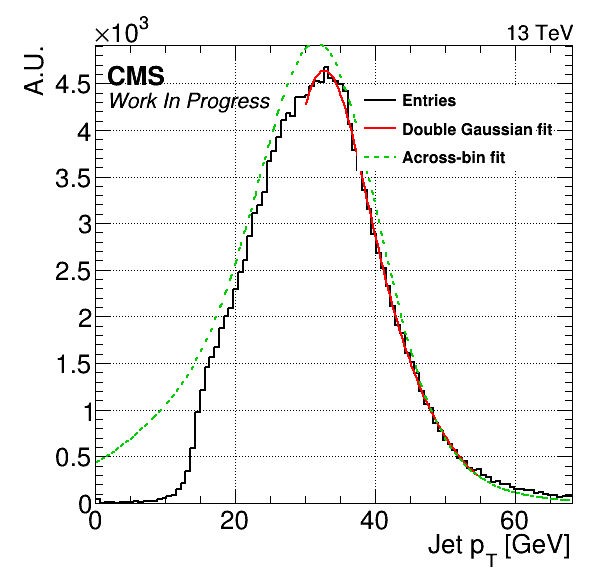 ×10³
13 TeV
A.U.
CMS
Work In Progress
Entries
Double Gaussian fit
Across-bin fit
4.5
4
3.5
3
2.5
2
1.5
1
0.5
0
0 20 40 60
Jet p_T [GeV]